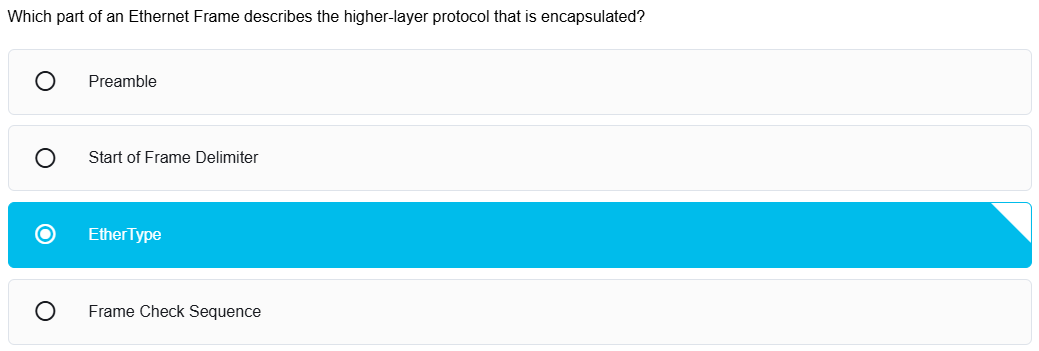 Which part of an Ethernet Frame describes the higher-layer protocol that is encapsulated?
Preamble
Start of Frame Delimiter
EtherType
Frame Check Sequence